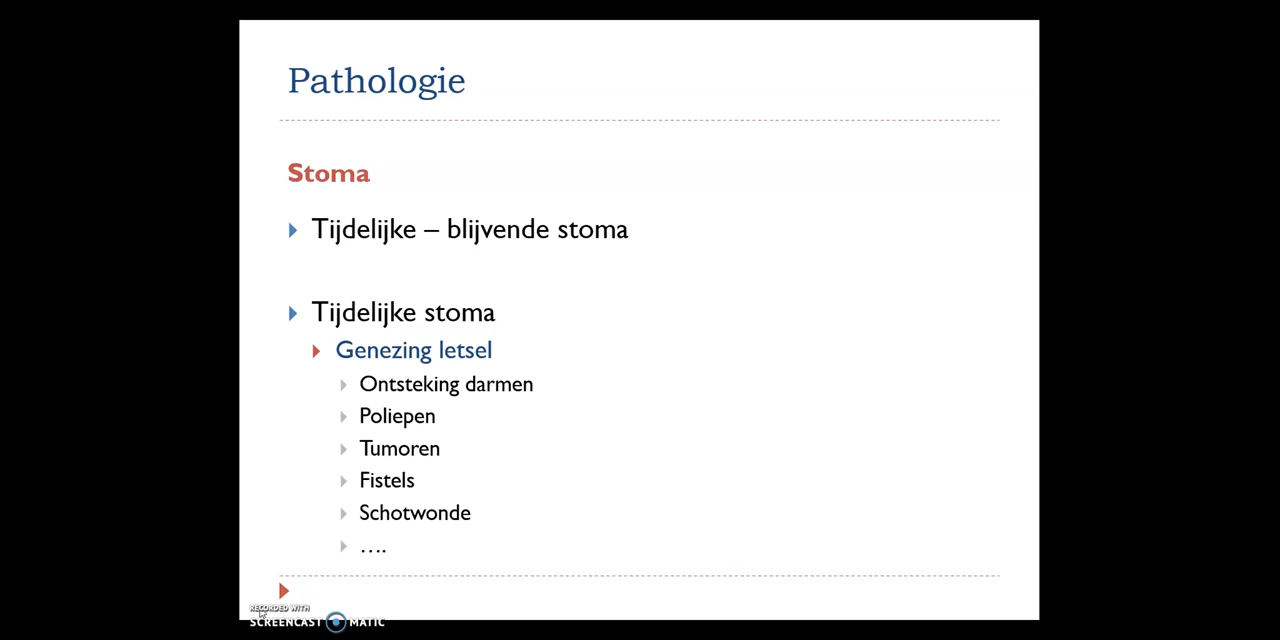 Pathologie
Stoma
Tijdelijke – blijvende stoma
Tijdelijke stoma
Genezing letsel
Ontsteking darmen
Poliepen
Tumoren
Fistels
Schotwonde
....
RECORDED WITH
SCREENCAST MATIC